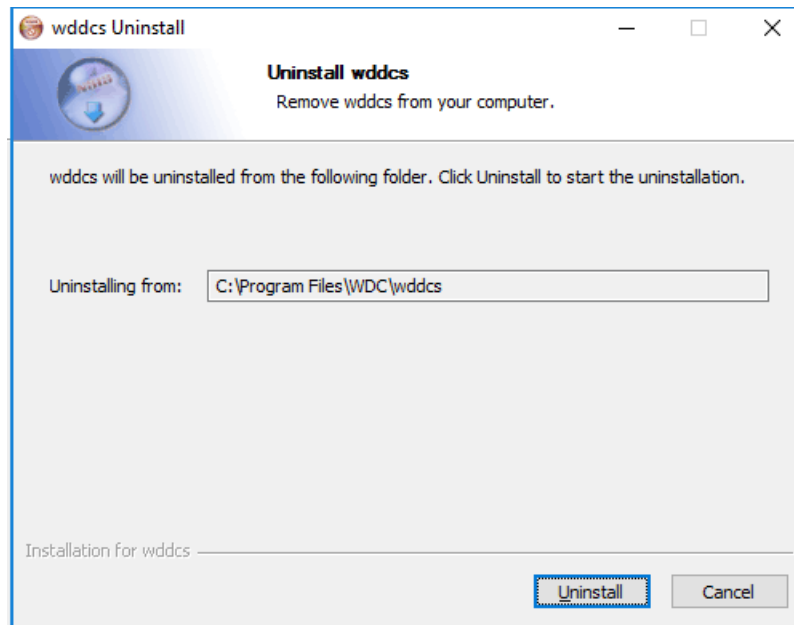 wddcs Uninstall
Uninstall wddcs
Remove wddcs from your computer.
wddcs will be uninstalled from the following folder. Click Uninstall to start the uninstallation.
Uninstalling from: C:\Program Files\WDC\wddcs
Installation for wddcs
Uninstall Cancel